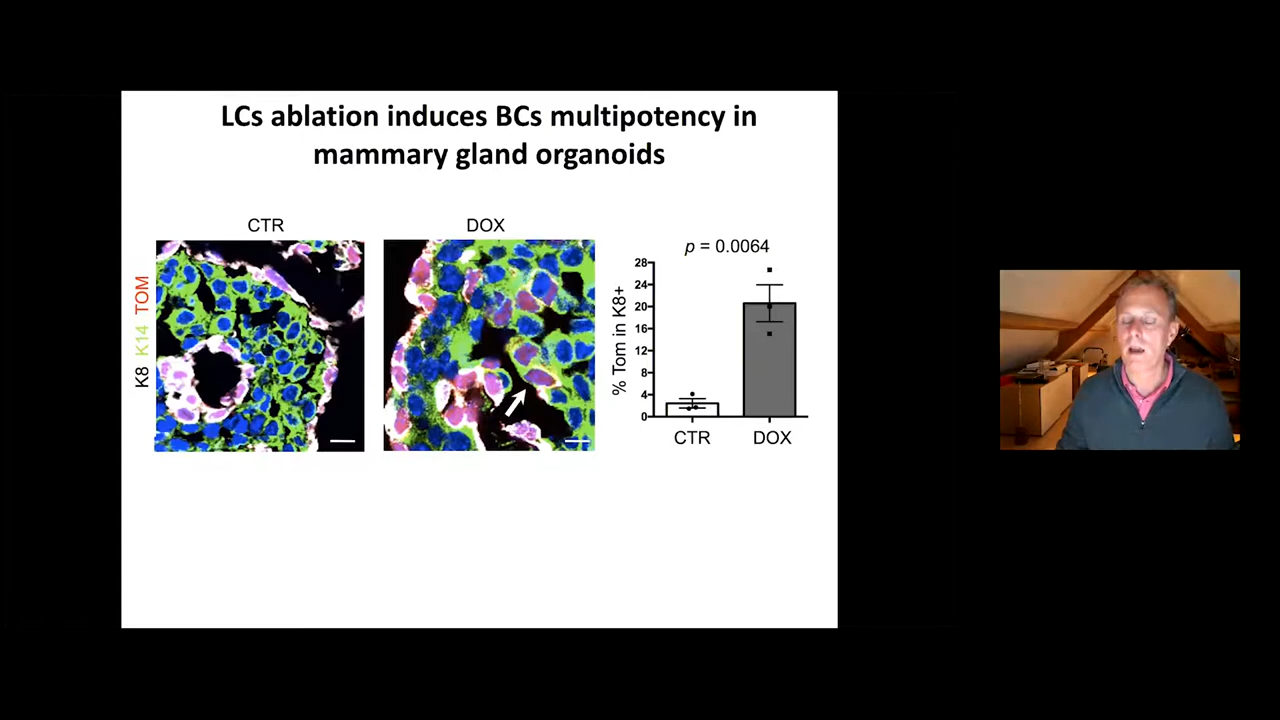 LCs ablation induces BCs multipotency in
mammary gland organoids
CTR
DOX
K8 K14 TOM
p = 0.0064
% Tom in K8+
28
24
20
16
12
8
4
0
CTR
DOX